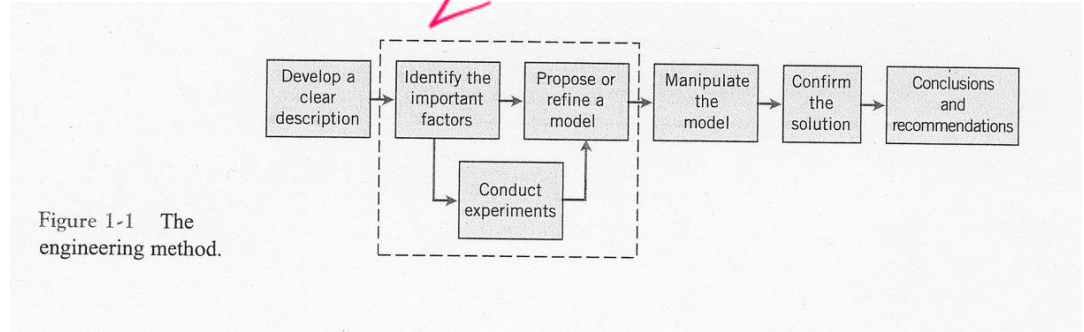 Develop a
clear
description
Identify the
important
factors
Propose or
refine a
model
Manipulate
the
model
Confirm
the
solution
Conclusions
and
recommendations
Conduct
experiments
Figure 1-1 The
engineering method.